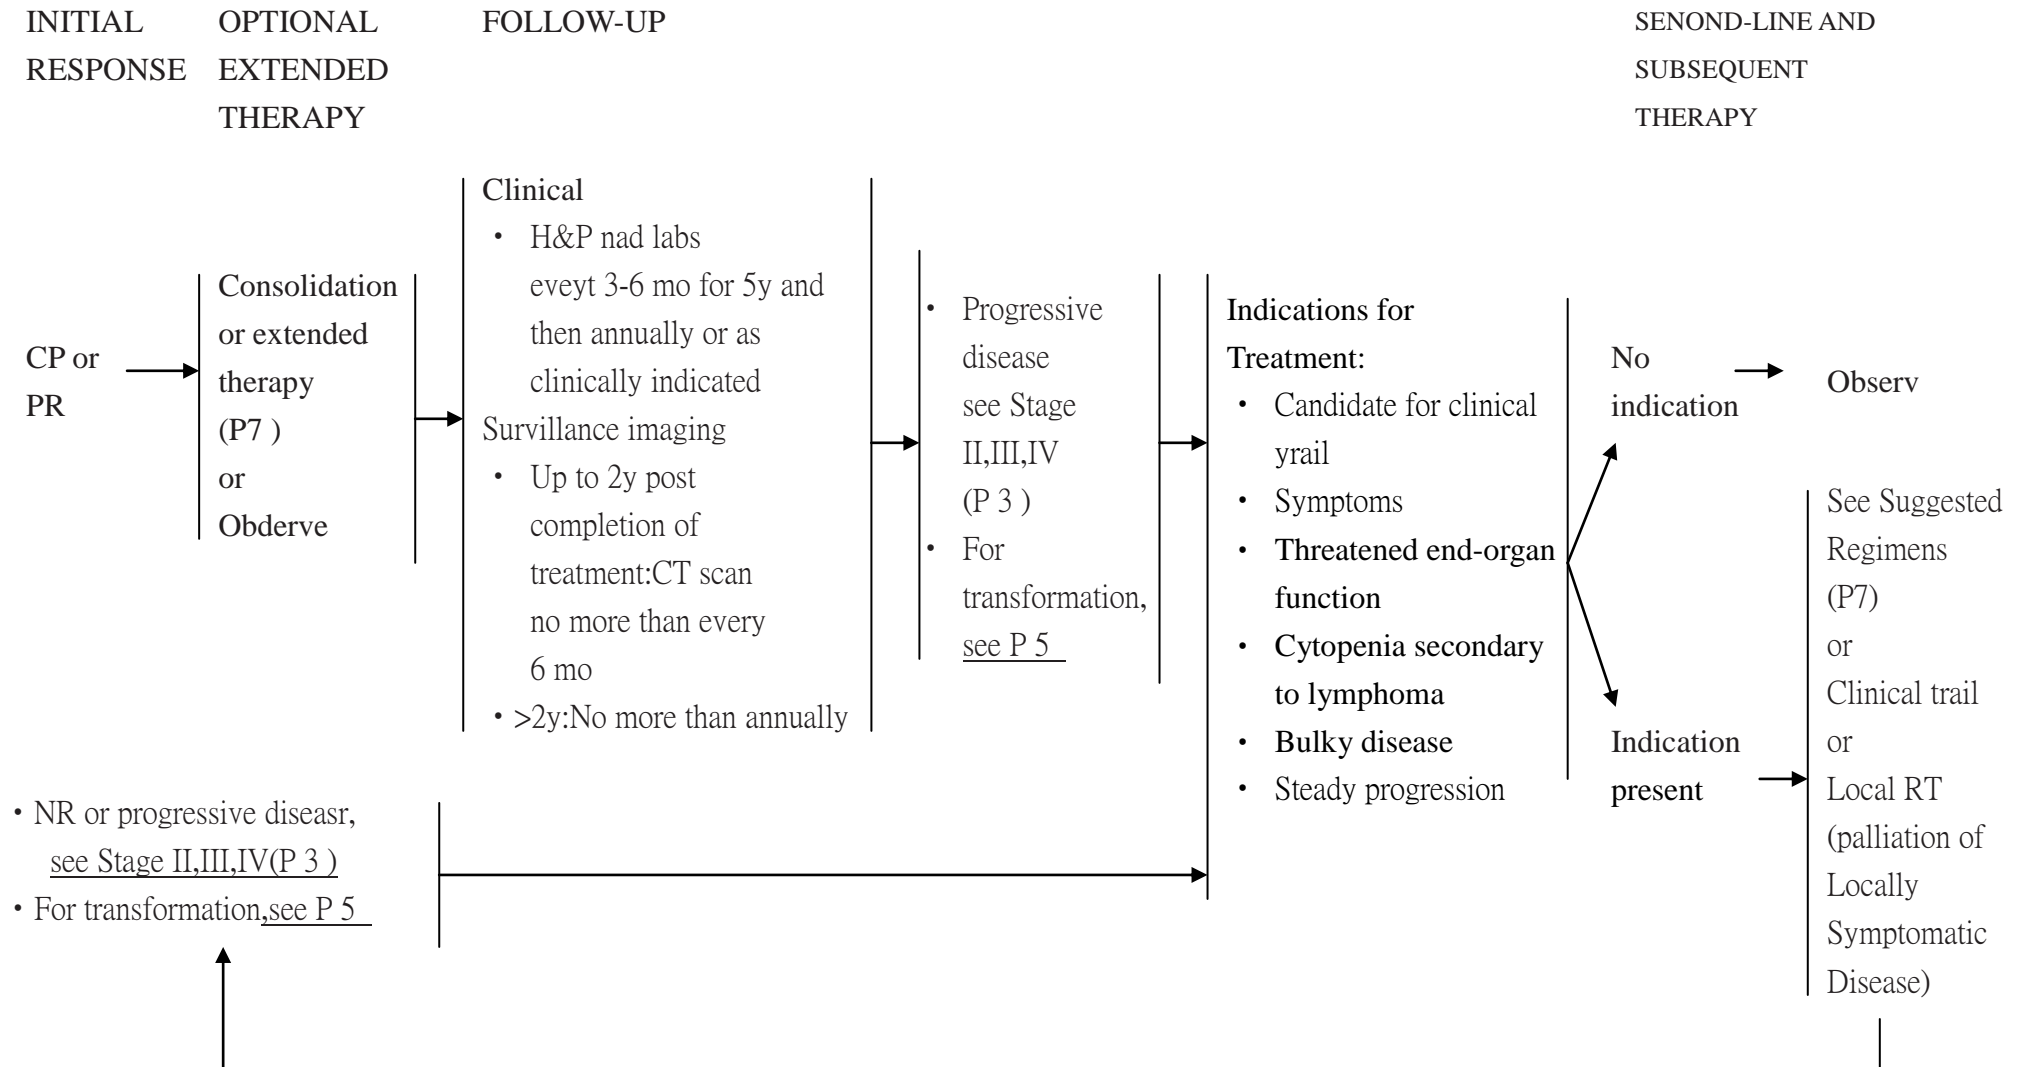 INITIAL
RESPONSE
OPTIONAL
EXTENDED
THERAPY
FOLLOW-UP
SENOND-LINE AND
SUBSEQUENT
THERAPY
CP or
PR
Consolidation
or extended
therapy
(P7 )
or
Obderve
Clinical
• H&P nad labs
eveyt 3-6 mo for 5y and
then annually or as
clinically indicated
Survillance imaging
• Up to 2y post
completion of
treatment:CT scan
no more than every
6 mo
• >2y:No more than annually
• Progressive
disease
see Stage
II,III,IV
(P 3 )
• For
transformation,
see P 5
Indications for
Treatment:
• Candidate for clinical
yrail
• Symptoms
• Threatened end-organ
function
• Cytopenia secondary
to lymphoma
• Bulky disease
• Steady progression
No
indication
Observ
Indication
present
See Suggested
Regimens
(P7)
or
Clinical trail
or
Local RT
(palliation of
Locally
Symptomatic
Disease)
• NR or progressive diseasr,
see Stage II,III,IV(P 3 )
• For transformation,see P 5